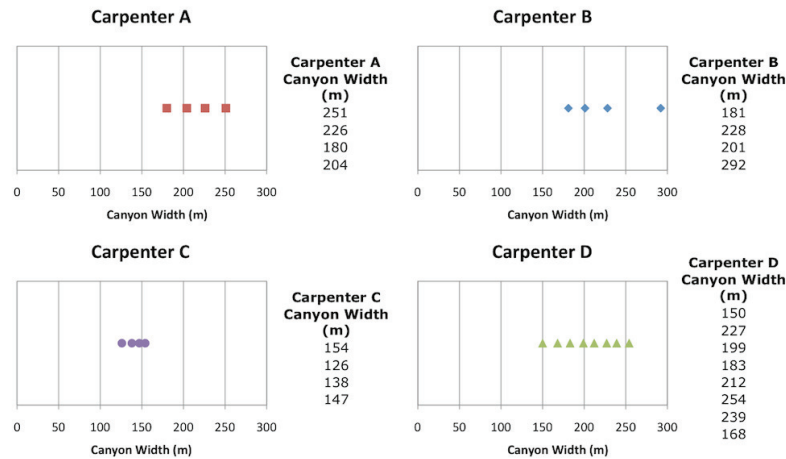 Carpenter A
Carpenter A
Canyon Width
(m)
251
226
180
204
0 50 100 150 200 250 300
Canyon Width (m)
Carpenter B
Carpenter B
Canyon Width
(m)
181
228
201
292
0 50 100 150 200 250 300
Canyon Width (m)
Carpenter C
Carpenter C
Canyon Width
(m)
154
126
138
147
0 50 100 150 200 250 300
Canyon Width (m)
Carpenter D
Carpenter D
Canyon Width
(m)
150
227
199
183
212
254
239
168
0 50 100 150 200 250 300
Canyon Width (m)